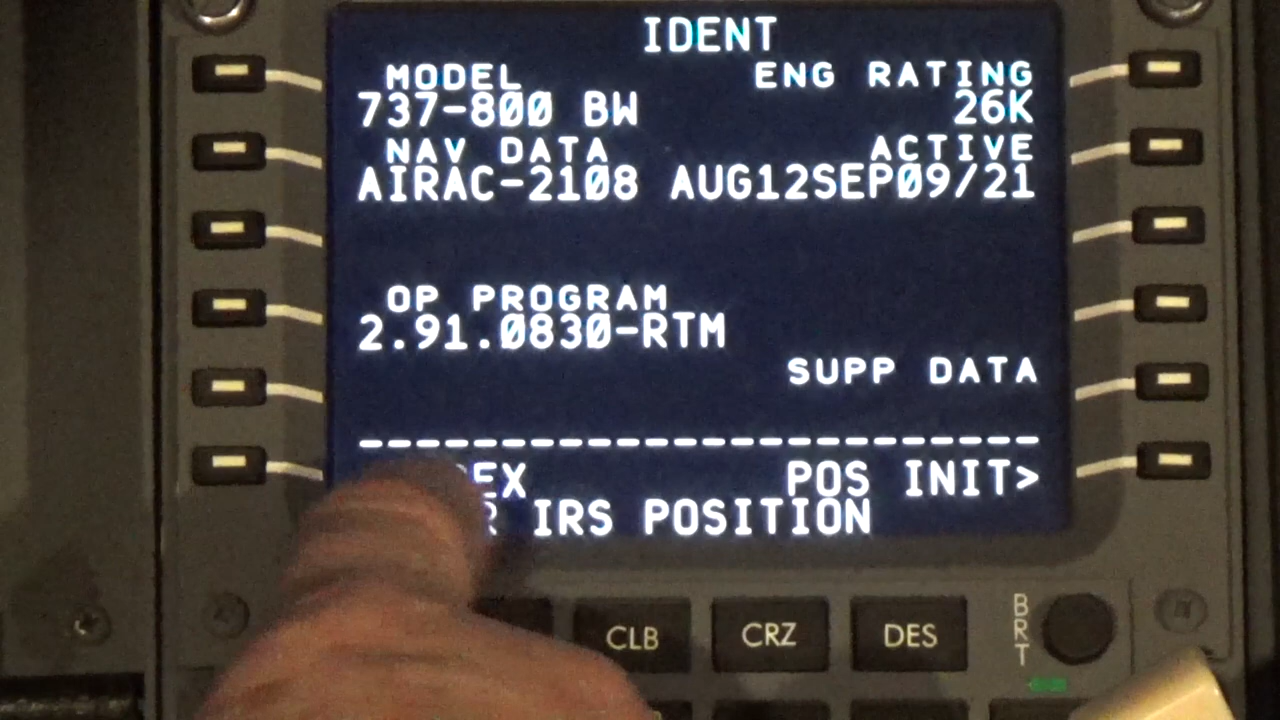 IDENT
MODEL ENG RATING
737-800 BW 26K
NAV DATA ACTIVE
AIRAC-2108 AUG12SEP09/21
OP PROGRAM
2.91.0830-RTM
SUPP DATA
------------------------
POS INIT>
IRS POSITION
CLB CRZ DES BRT